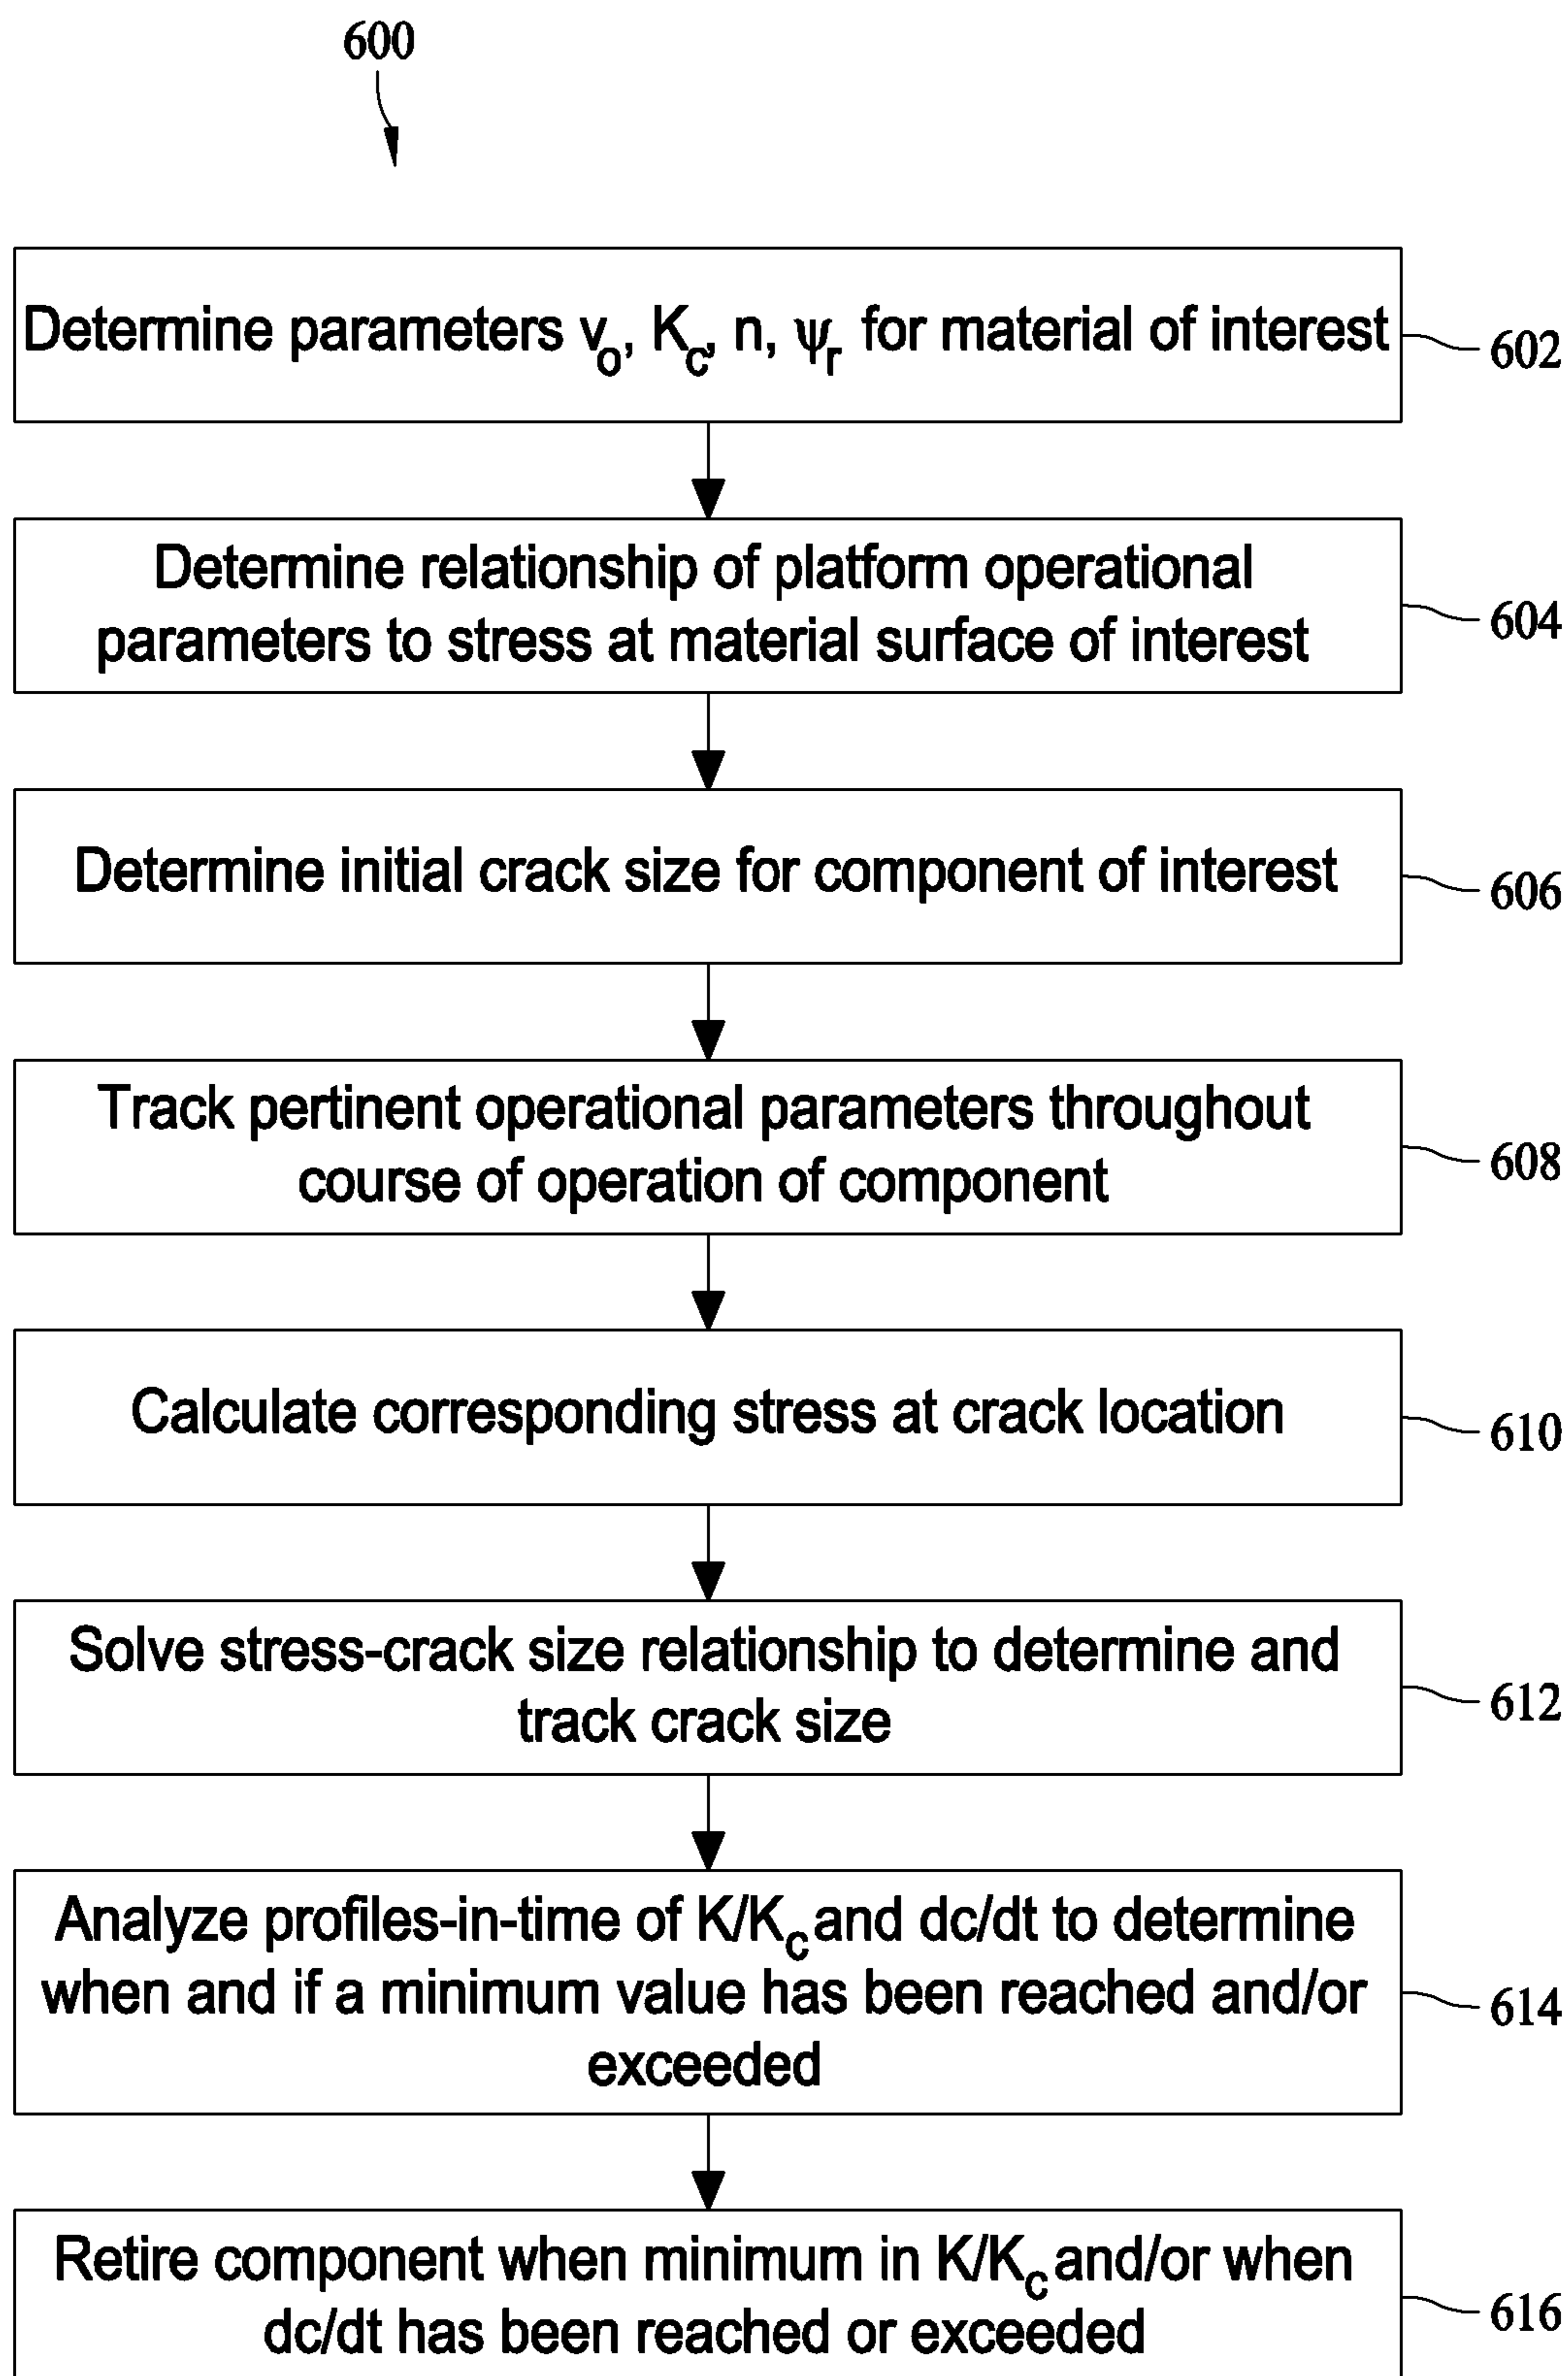 600
Determine parameters vo, Kc, n, ψr for material of interest
602
Determine relationship of platform operational
parameters to stress at material surface of interest
604
Determine initial crack size for component of interest
606
Track pertinent operational parameters throughout
course of operation of component
608
Calculate corresponding stress at crack location
610
Solve stress-crack size relationship to determine and
track crack size
612
Analyze profiles-in-time of K/Kc and dc/dt to determine
when and if a minimum value has been reached and/or
exceeded
614
Retire component when minimum in K/Kc and/or when
dc/dt has been reached or exceeded
616